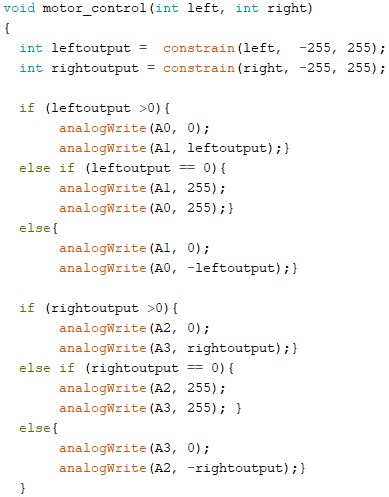 void motor_control(int left, int right)
{
  int leftoutput =  constrain(left,  -255, 255);
  int rightoutput = constrain(right, -255, 255);

  if (leftoutput >0){
       analogWrite(A0, 0);
       analogWrite(A1, leftoutput);}
  else if (leftoutput == 0){
       analogWrite(A1, 255);
       analogWrite(A0, 255);}
  else{
       analogWrite(A1, 0);
       analogWrite(A0, -leftoutput);}

  if (rightoutput >0){
       analogWrite(A2, 0);
       analogWrite(A3, rightoutput);}
  else if (rightoutput == 0){
       analogWrite(A2, 255);
       analogWrite(A3, 255); }
  else{
       analogWrite(A3, 0);
       analogWrite(A2, -rightoutput);}
  }